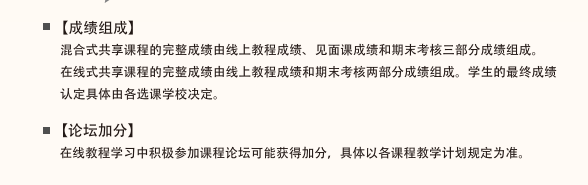 ■【成绩组成】
混合式共享课程的完整成绩由线上教程成绩、见面课成绩和期末考核三部分成绩组成。
在线式共享课程的完整成绩由线上教程成绩和期末考核两部分成绩组成。学生的最终成绩
认定具体由各选课学校决定。
■【论坛加分】
在线教程学习中积极参加课程论坛可能获得加分，具体以各课程教学计划规定为准。